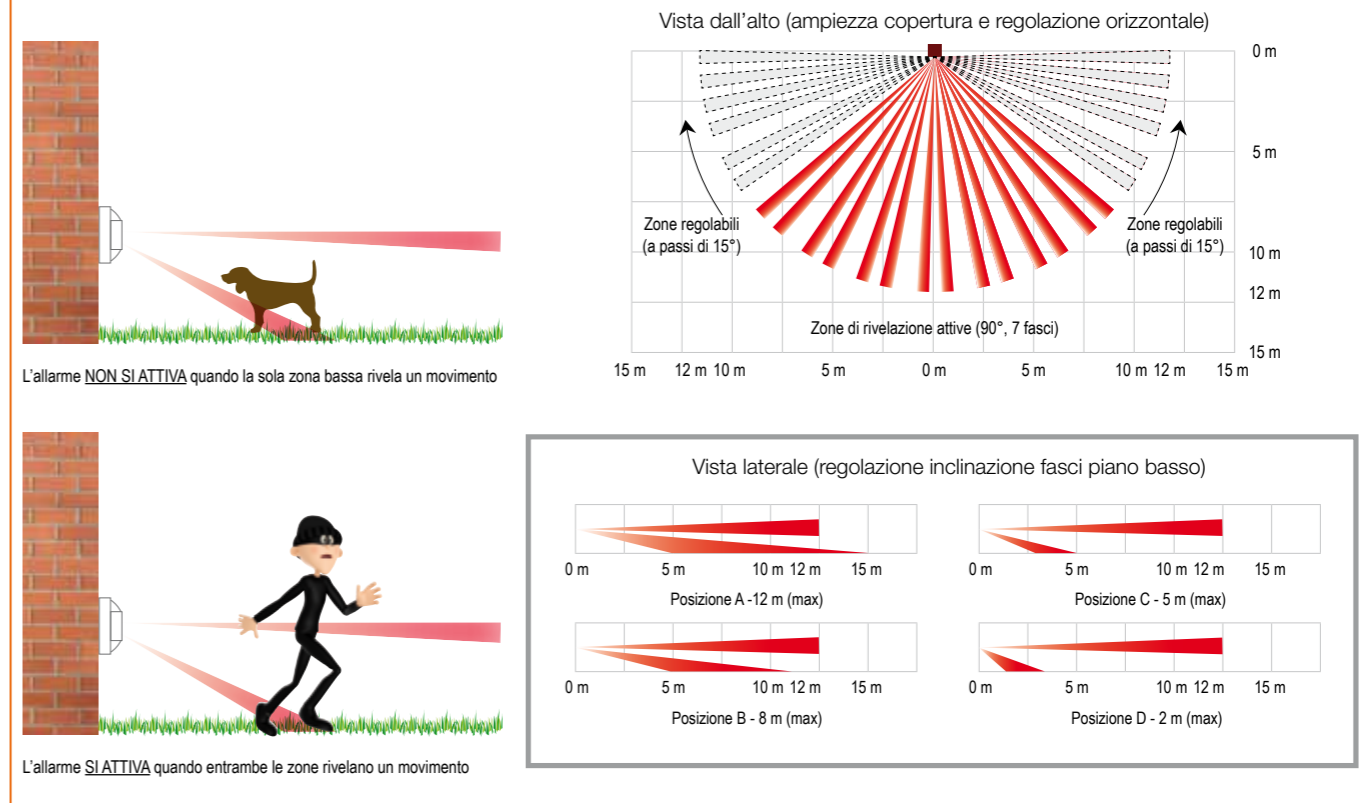 Vista dall'alto (ampiezza copertura e regolazione orizzontale)
0 m
5 m
Zone regolabili
(a passi di 15°)
Zone regolabili
(a passi di 15°)
10 m
12 m
Zone di rivelazione attive (90°, 7 fasci)
15 m
15 m 12 m 10 m 5 m 0 m 5 m 10 m 12 m 15 m
L'allarme NON SI ATTIVA quando la sola zona bassa rivela un movimento
Vista laterale (regolazione inclinazione fasci piano basso)
0 m 5 m 10 m 12 m 15 m
Posizione A -12 m (max)
0 m 5 m 10 m 12 m 15 m
Posizione C - 5 m (max)
0 m 5 m 10 m 12 m 15 m
Posizione B - 8 m (max)
0 m 5 m 10 m 12 m 15 m
Posizione D - 2 m (max)
L'allarme SI ATTIVA quando entrambe le zone rivelano un movimento